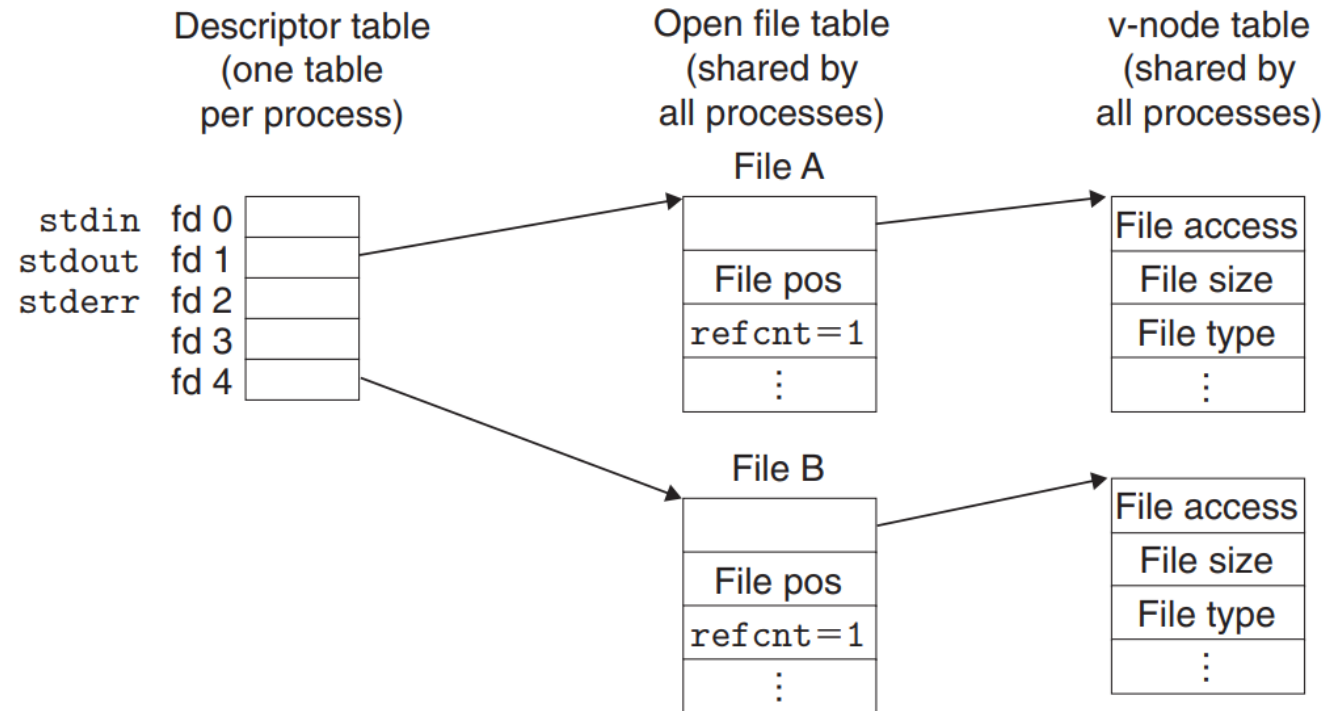 Descriptor table
(one table
per process)
Open file table
(shared by
all processes)
v-node table
(shared by
all processes)
stdin fd 0
stdout fd 1
stderr fd 2
fd 3
fd 4
File A
File pos
refcnt=1
⋮
File access
File size
File type
⋮
File B
File pos
refcnt=1
⋮
File access
File size
File type
⋮